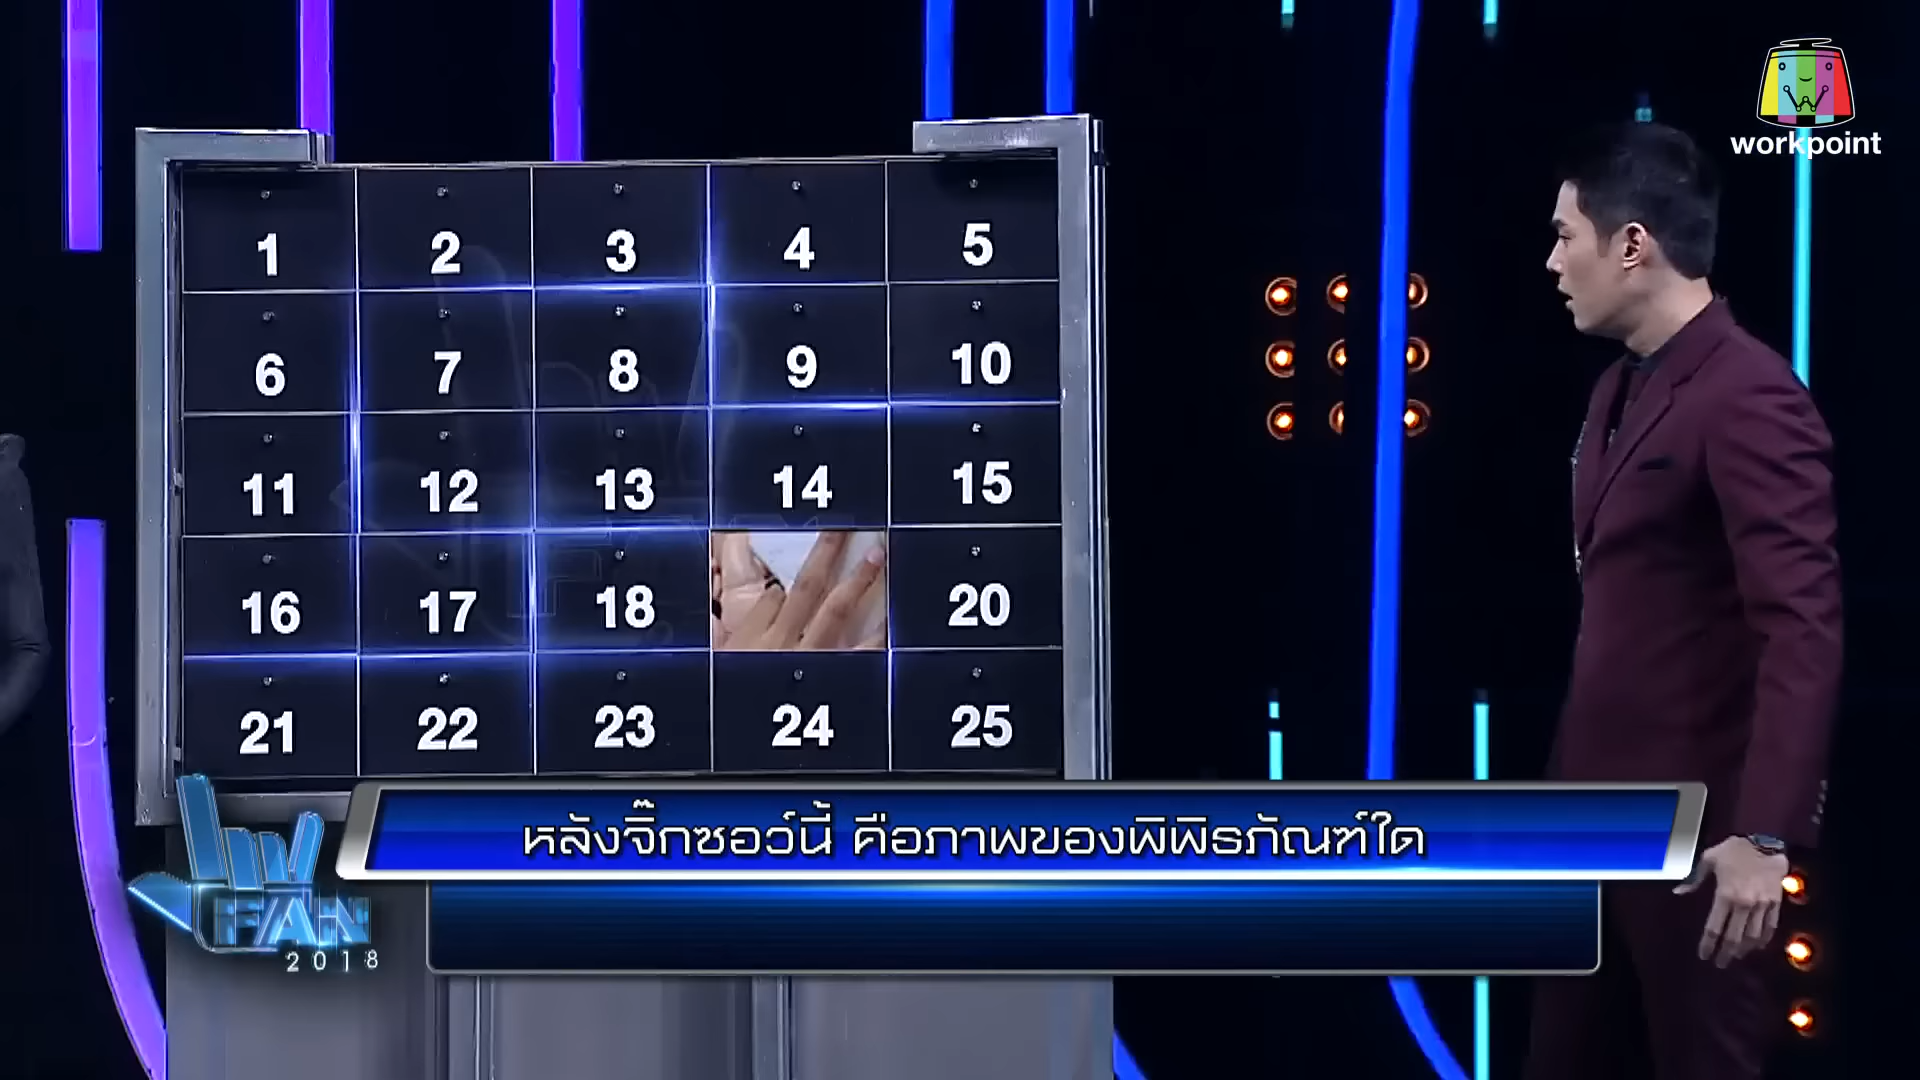 workpoint
1 2 3 4 5
6 7 8 9 10
11 12 13 14 15
16 17 18 20
21 22 23 24 25
หลังจิ๊กซอว์นี้ คือภาพของพิพิธภัณฑ์ใด
FAN
2018